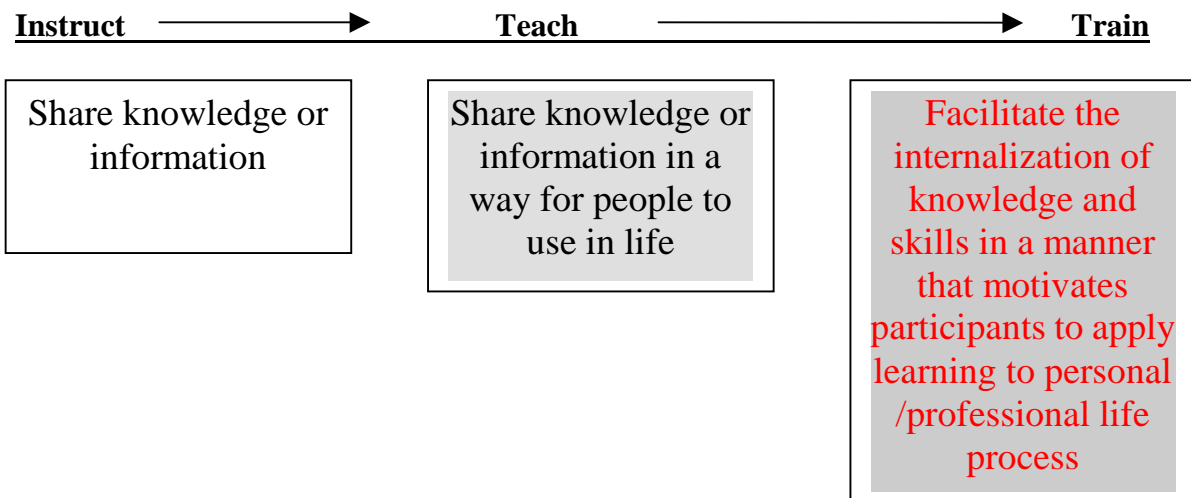 Instruct Teach Train
Share knowledge or
information
Share knowledge or
information in a
way for people to
use in life
Facilitate the
internalization of
knowledge and
skills in a manner
that motivates
participants to apply
learning to personal
/professional life
process